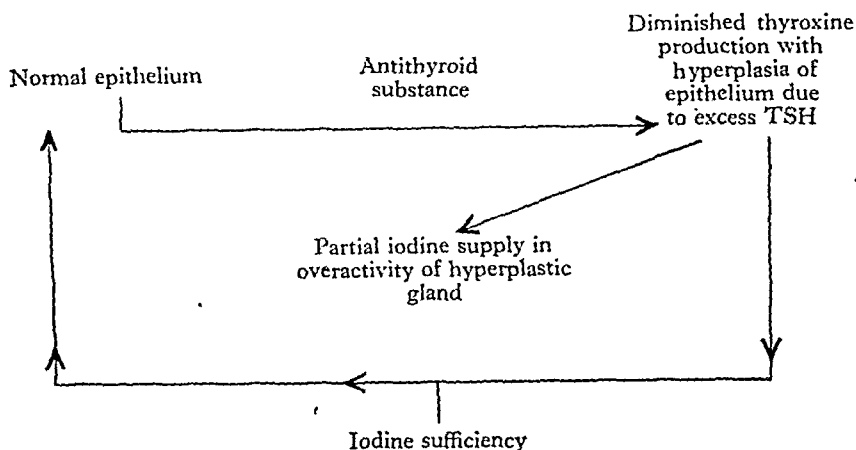 Normal epithelium
Antithyroid
substance
Diminished thyroxine
production with
hyperplasia of
epithelium due
to excess TSH
Partial iodine supply in
overactivity of hyperplastic
gland
Iodine sufficiency